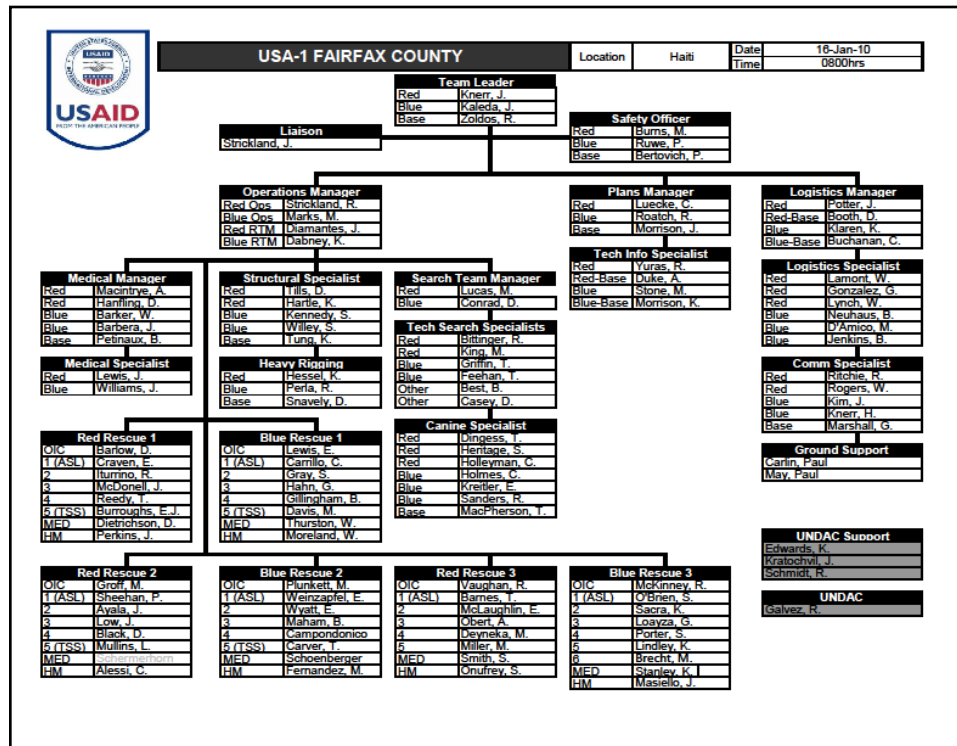 UNITED STATES AGENCY
USAID
INTERNATIONAL DEVELOPMENT
USAID
FROM THE AMERICAN PEOPLE
USA-1 FAIRFAX COUNTY Location Haiti Date 16-Jan-10
Time 0800hrs
Team Leader
Red Knerr, J.
Blue Kaleda, J.
Base Zoldos, R.
Liaison
Strickland, J.
Safety Officer
Red Burns, M.
Blue Ruwe, P.
Base Bertovich, P.
Operations Manager
Red Ops Strickland, R.
Blue Ops Marks, M.
Red RTM Diamantes, J.
Blue RTM Dabney, K.
Plans Manager
Red Luecke, C.
Blue Roatch, R.
Base Morrison, J.
Logistics Manager
Red Potter, J.
Red-Base Booth, D.
Blue Klaren, K.
Blue-Base Buchanan, C.
Tech Info Specialist
Red Yuras, R.
Red-Base Duke, A.
Blue Stone, M.
Blue-Base Morrison, K.
Medical Manager
Red Macintyre, A.
Red Hanfling, D.
Blue Barker, W.
Blue Barbera, J.
Base Petinaux, B.
Medical Specialist
Red Lewis, J.
Blue Williams, J.
Structural Specialist
Red Tills, D.
Red Hartle, K.
Blue Kennedy, S.
Blue Willey, S.
Base Tung, K.
Heavy Rigging
Red Hessel, K.
Blue Perla, R.
Base Snavely, D.
Search Team Manager
Red Lucas, M.
Blue Conrad, D.
Tech Search Specialists
Red Bittinger, R.
Red King, M.
Blue Griffin, T.
Blue Feehan, T.
Other Best, B.
Other Casey, D.
Canine Specialist
Red Dingess, T.
Red Heritage, S.
Red Holleyman, C.
Blue Holmes, C.
Blue Kreitler, E.
Blue Sanders, R.
Base MacPherson, T.
Logistics Specialist
Red Lamont, W.
Red Gonzalez, G.
Red Lynch, W.
Blue Neuhaus, B.
Blue D'Amico, M.
Blue Jenkins, B.
Comm Specialist
Red Ritchie, R.
Red Rogers, W.
Blue Kim, J.
Blue Knerr, H.
Base Marshall, G.
Ground Support
Carlin, Paul
May, Paul
Red Rescue 1
OIC Barlow, D.
1 (ASL) Craven, E.
2 Iturrino, R.
3 McDonell, J.
4 Reedy, T.
5 (TSS) Burroughs, E.J.
MED Dietrichson, D.
HM Perkins, J.
Blue Rescue 1
OIC Lewis, E.
1 (ASL) Carrillo, C.
2 Gray, S.
3 Hahn, G.
4 Gillingham, B.
5 (TSS) Davis, M.
MED Thurston, W.
HM Moreland, W.
UNDAC Support
Edwards, K.
Kratochvil, J.
Schmidt, R.
UNDAC
Galvez, R.
Red Rescue 2
OIC Groff, M.
1 (ASL) Sheehan, P.
2 Ayala, J.
3 Low, J.
4 Black, D.
5 (TSS) Mullins, L.
MED Schermerhorn
HM Alessi, C.
Blue Rescue 2
OIC Plunkett, M.
1 (ASL) Weinzapfel, E.
2 Wyatt, E.
3 Maham, B.
4 Campondonico
5 (TSS) Carver, T.
MED Schoenberger
HM Fernandez, M.
Red Rescue 3
OIC Vaughan, R.
1 (ASL) Barnes, T.
2 McLaughlin, E.
3 Obert, A.
4 Deyneka, M.
5 Miller, M.
MED Smith, S.
HM Onufrey, S.
Blue Rescue 3
OIC McKinney, R.
1 (ASL) O'Brien, S.
2 Sacra, K.
3 Loayza, G.
4 Porter, S.
5 Lindley, K.
6 Brecht, M.
MED Stanley, K.
HM Masiello, J.